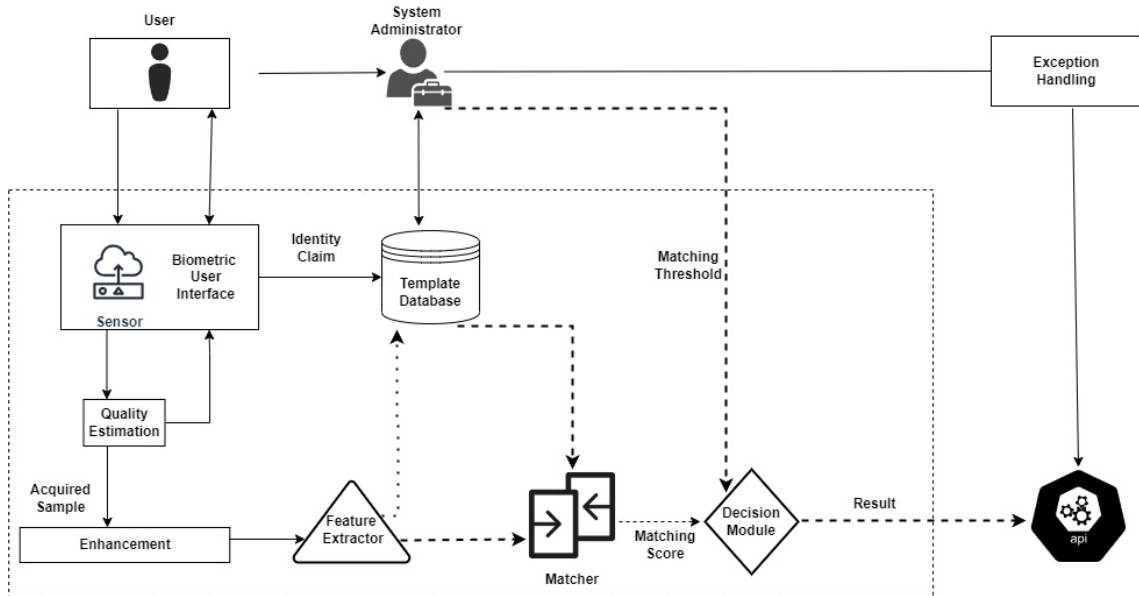 User
System
Administrator
Exception
Handling
Identity
Claim
Biometric
User
Interface
Sensor
Template
Database
Matching
Threshold
Quality
Estimation
Acquired
Sample
Enhancement
Feature
Extractor
Matcher
Matching
Score
Decision
Module
Result
api